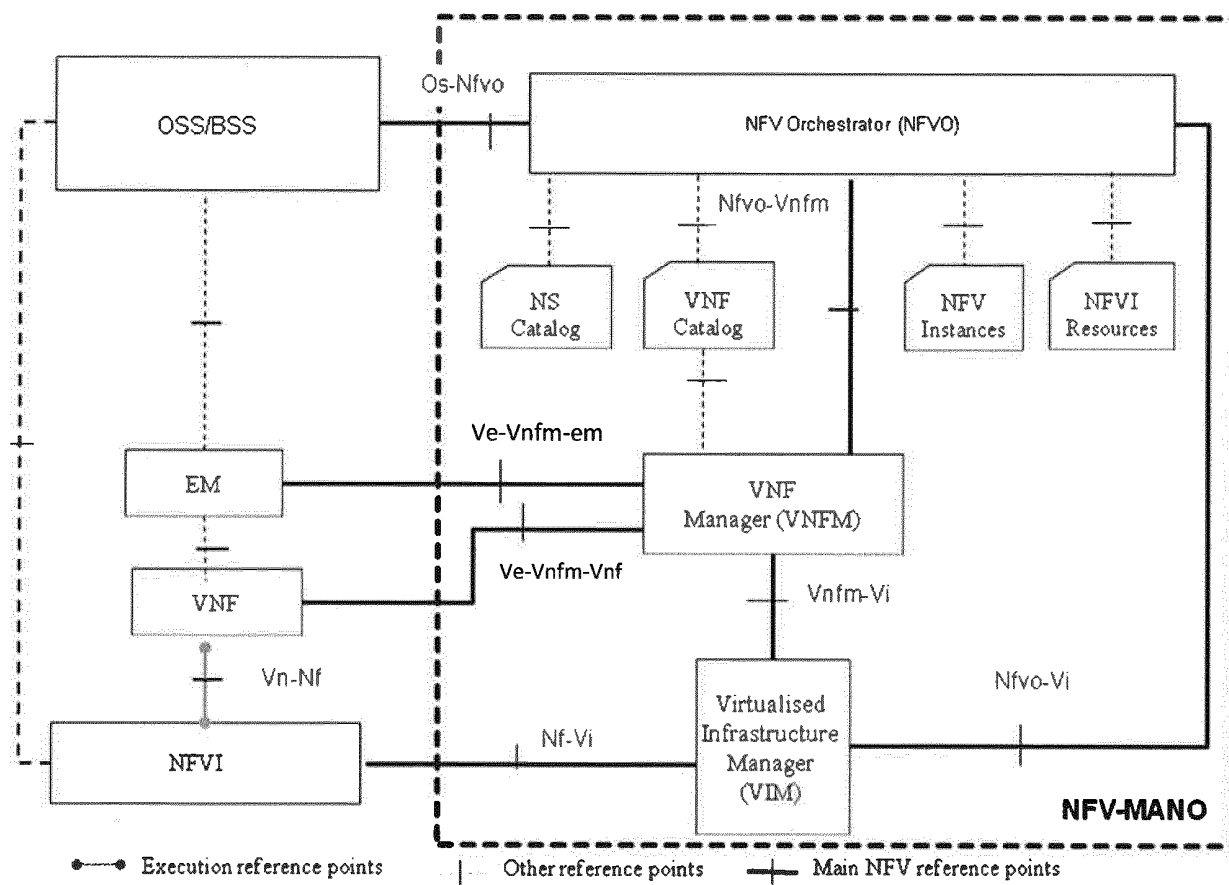 Os-Nfvo
OSS/BSS
NFV Orchestrator (NFVO)
Nfvo-Vnfm
NS
Catalog
VNF
Catalog
NFV
Instances
NFVI
Resources
Ve-Vnfm-em
EM
VNF
Manager (VNFM)
Ve-Vnfm-Vnf
VNF
Vnfm-Vi
Vn-Nf
Nfvo-Vi
Virtualised
Infrastructure
Manager
(VIM)
Nf-Vi
NFVI
NFV-MANO
Execution reference points
Other reference points
Main NFV reference points